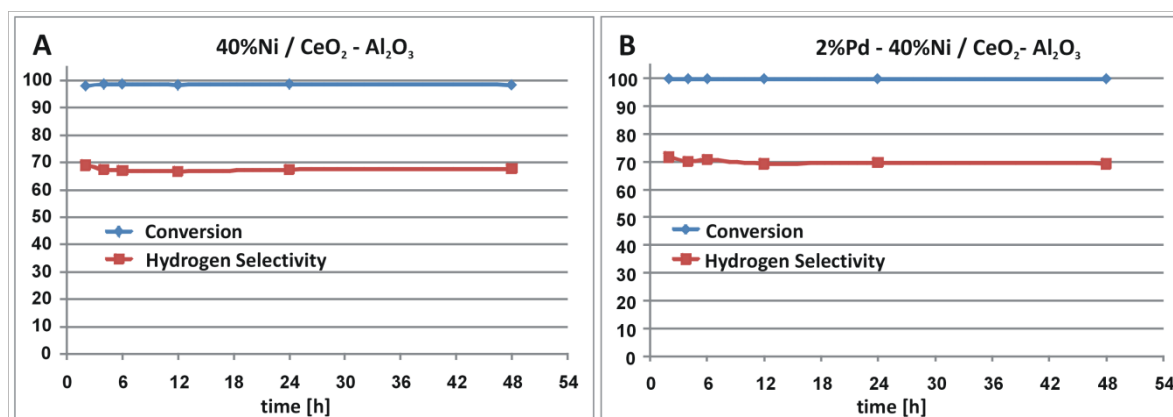 A
40%Ni / CeO₂ - Al₂O₃
100
90
80
70
60
50
40
30
20
10
0
Conversion
Hydrogen Selectivity
0 6 12 18 24 30 36 42 48 54
time [h]
B
2%Pd - 40%Ni / CeO₂- Al₂O₃
100
90
80
70
60
50
40
30
20
10
0
Conversion
Hydrogen Selectivity
0 6 12 18 24 30 36 42 48 54
time [h]